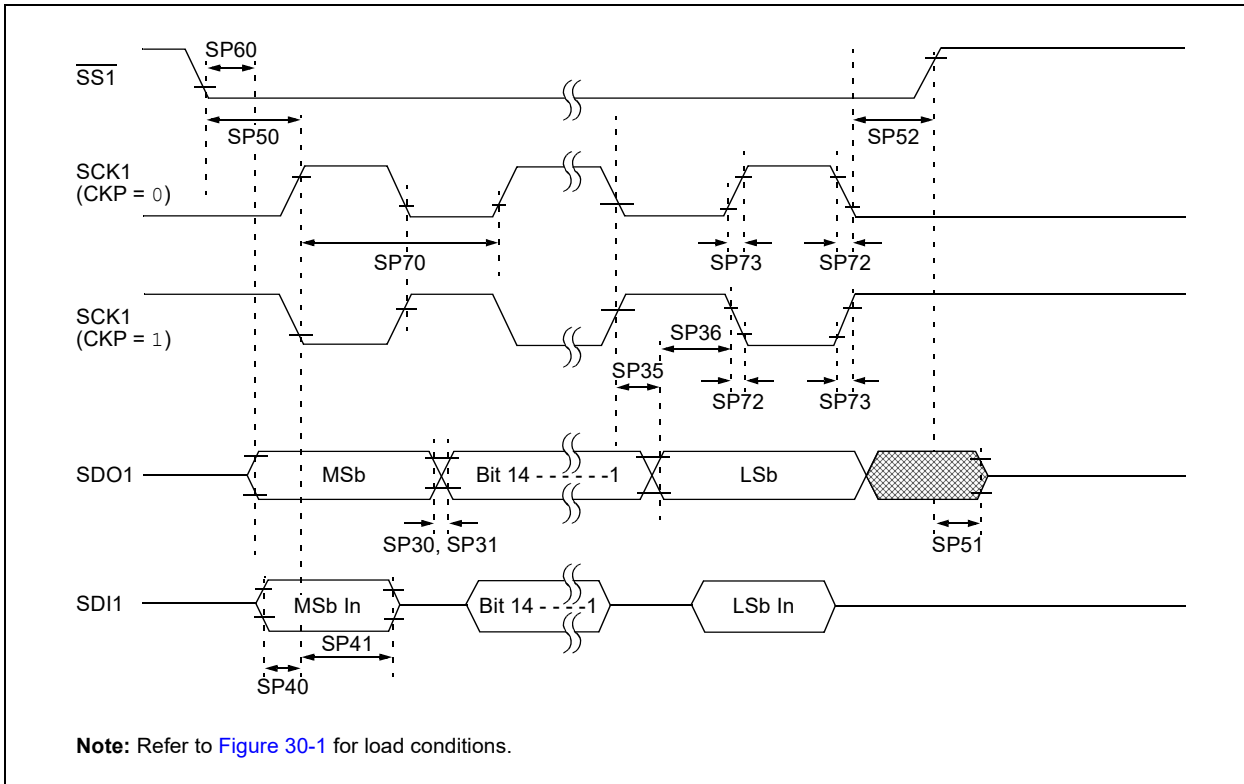 SP60
SS1
SP50
SP52
SCK1
(CKP = 0)
SP70
SP73
SP72
SCK1
(CKP = 1)
SP36
SP35
SP72
SP73
SDO1
MSb
Bit 14 - - - - - -1
LSb
SP30, SP31
SP51
SDI1
MSb In
Bit 14 - - - -1
LSb In
SP41
SP40
Note: Refer to Figure 30-1 for load conditions.